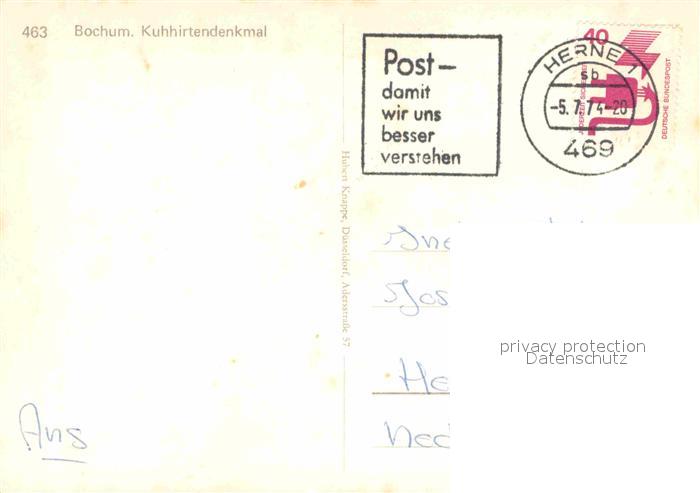 463 Bochum. Kuhhirtendenkmal
Post-
damit
wir uns
besser
verstehen
HERNE 1
sb
-5.7.74-20
469
40
DEUTSCHE BUNDESPOST
Hubert Knappe, Düsseldorf, Adersstraße 57
privacy protection
Datenschutz
Ans